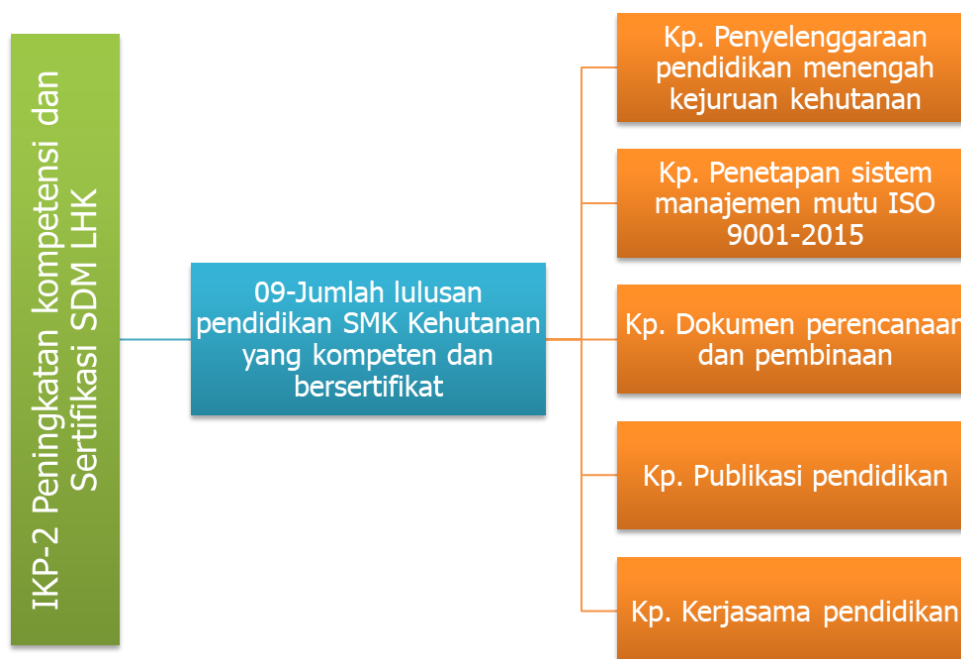 IKP-2 Peningkatan kompetensi dan
Sertifikasi SDM LHK
09-Jumlah lulusan
pendidikan SMK Kehutanan
yang kompeten dan
bersertifikat
Kp. Penyelenggaraan
pendidikan menengah
kejuruan kehutanan
Kp. Penetapan sistem
manajemen mutu ISO
9001-2015
Kp. Dokumen perencanaan
dan pembinaan
Kp. Publikasi pendidikan
Kp. Kerjasama pendidikan